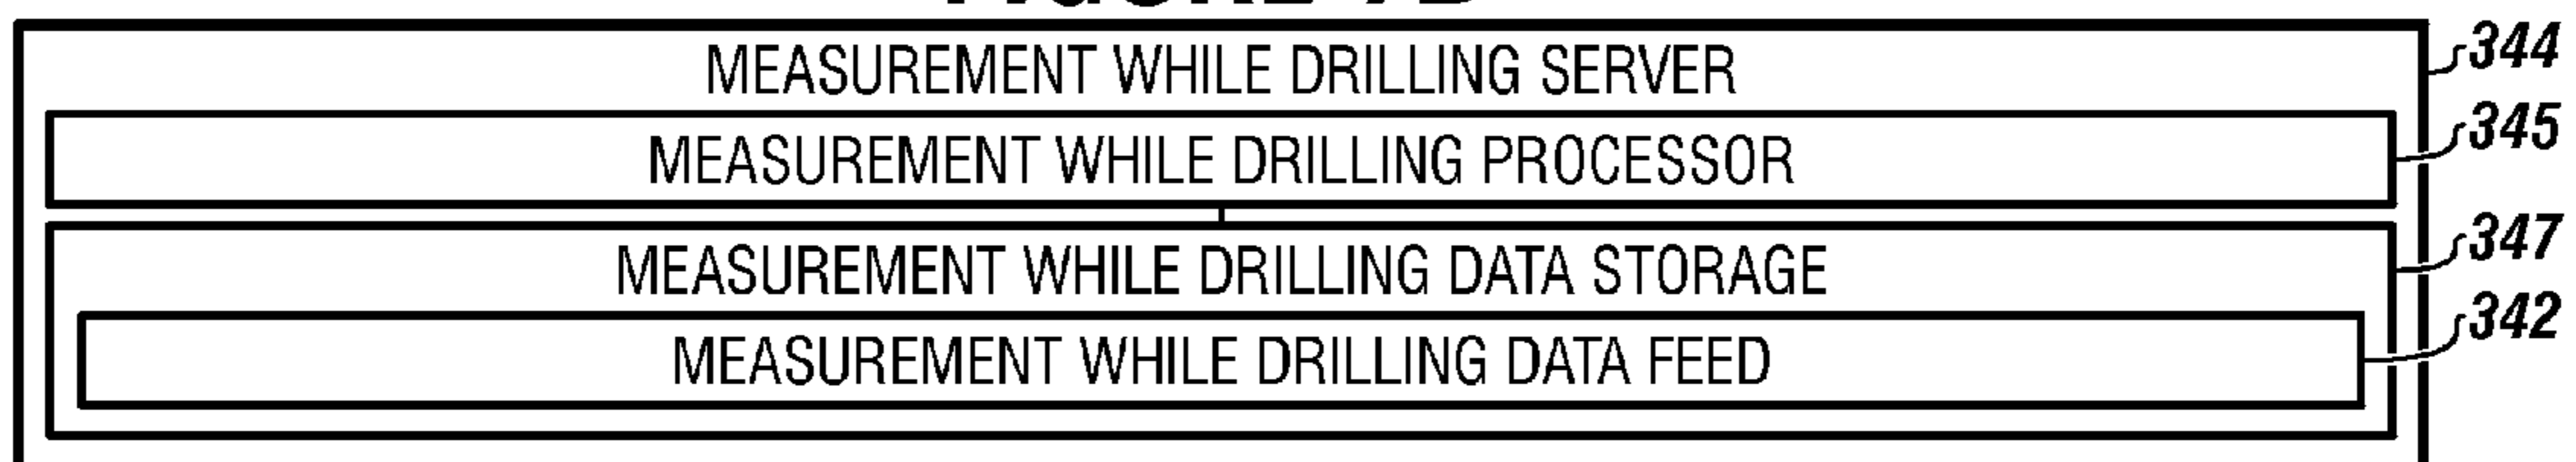 MEASUREMENT WHILE DRILLING SERVER
344
MEASUREMENT WHILE DRILLING PROCESSOR
345
MEASUREMENT WHILE DRILLING DATA STORAGE
347
MEASUREMENT WHILE DRILLING DATA FEED
342